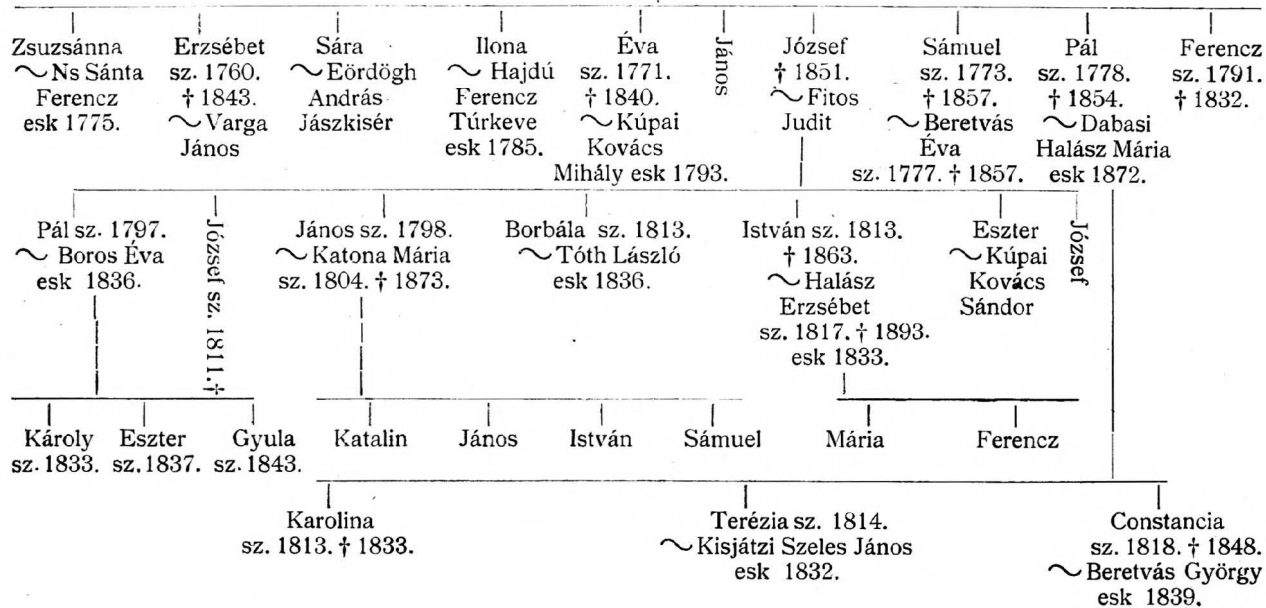 Zsuzsánna
~ Ns Sánta
Ferencz
esk 1775.
Erzsébet
sz. 1760.
† 1843.
~ Varga
János
Sára
~ Eördögh
András
Jászkisér
Ilona
~ Hajdú
Ferencz
Túrkeve
esk 1785.
Éva
sz. 1771.
† 1840.
~ Kúpai
Kovács
Mihály esk 1793.
János
József
† 1851.
~ Fitos
Judit
Sámuel
sz. 1773.
† 1857.
~ Beretvás
Éva
sz. 1777. † 1857.
Pál
sz. 1778.
† 1854.
~ Dabasi
Halász Mária
esk 1872.
Ferencz
sz. 1791.
† 1832.
Pál sz. 1797.
~ Boros Éva
esk 1836.
József sz. 1811. †
János sz. 1798.
~ Katona Mária
sz. 1804. † 1873.
Borbála sz. 1813.
~ Tóth László
esk 1836.
István sz. 1813.
† 1863.
~ Halász
Erzsébet
sz. 1817. † 1893.
esk 1833.
Eszter
~ Kúpai
Kovács
Sándor
József
Károly
sz. 1833.
Eszter
sz. 1837.
Gyula
sz. 1843.
Katalin
János
István
Sámuel
Mária
Ferencz
Karolina
sz. 1813. † 1833.
Terézia sz. 1814.
~ Kisjátzi Szeles János
esk 1832.
Constancia
sz. 1818. † 1848.
~ Beretvás György
esk 1839.